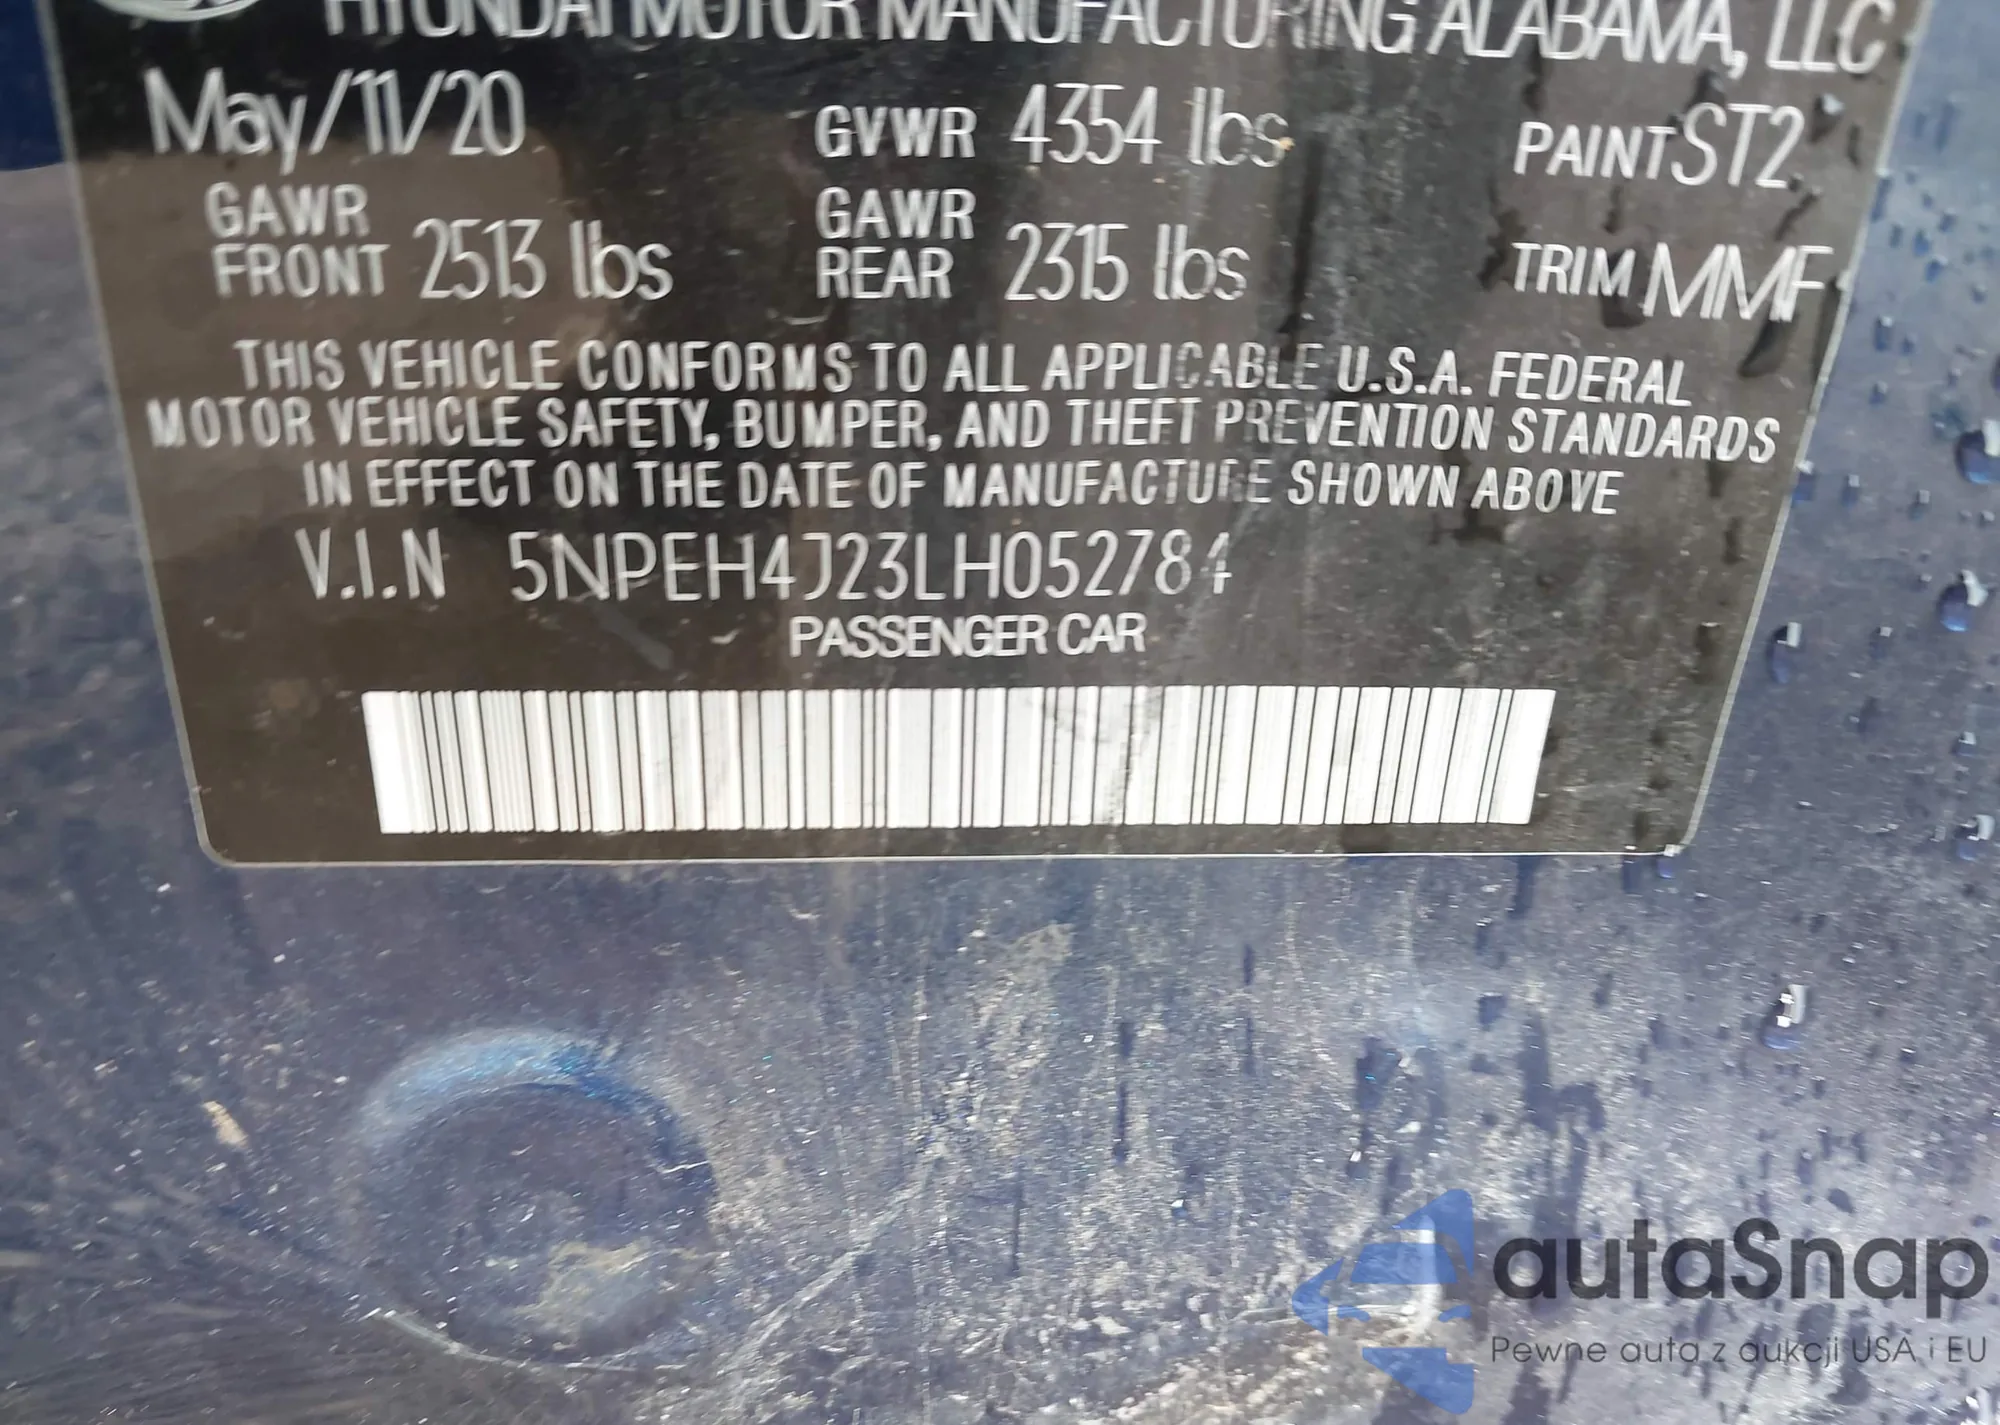 HYUNDAI MOTOR MANUFACTURING ALABAMA, LLC
May/11/20 GVWR 4354 lbs PAINT ST2
GAWR FRONT 2513 lbs GAWR REAR 2315 lbs TRIM MMF
THIS VEHICLE CONFORMS TO ALL APPLICABLE U.S.A. FEDERAL
MOTOR VEHICLE SAFETY, BUMPER, AND THEFT PREVENTION STANDARDS
IN EFFECT ON THE DATE OF MANUFACTURE SHOWN ABOVE
V.I.N 5NPEH4J23LH052784
PASSENGER CAR
autaSnap
Pewne auta z aukcji USA i EU